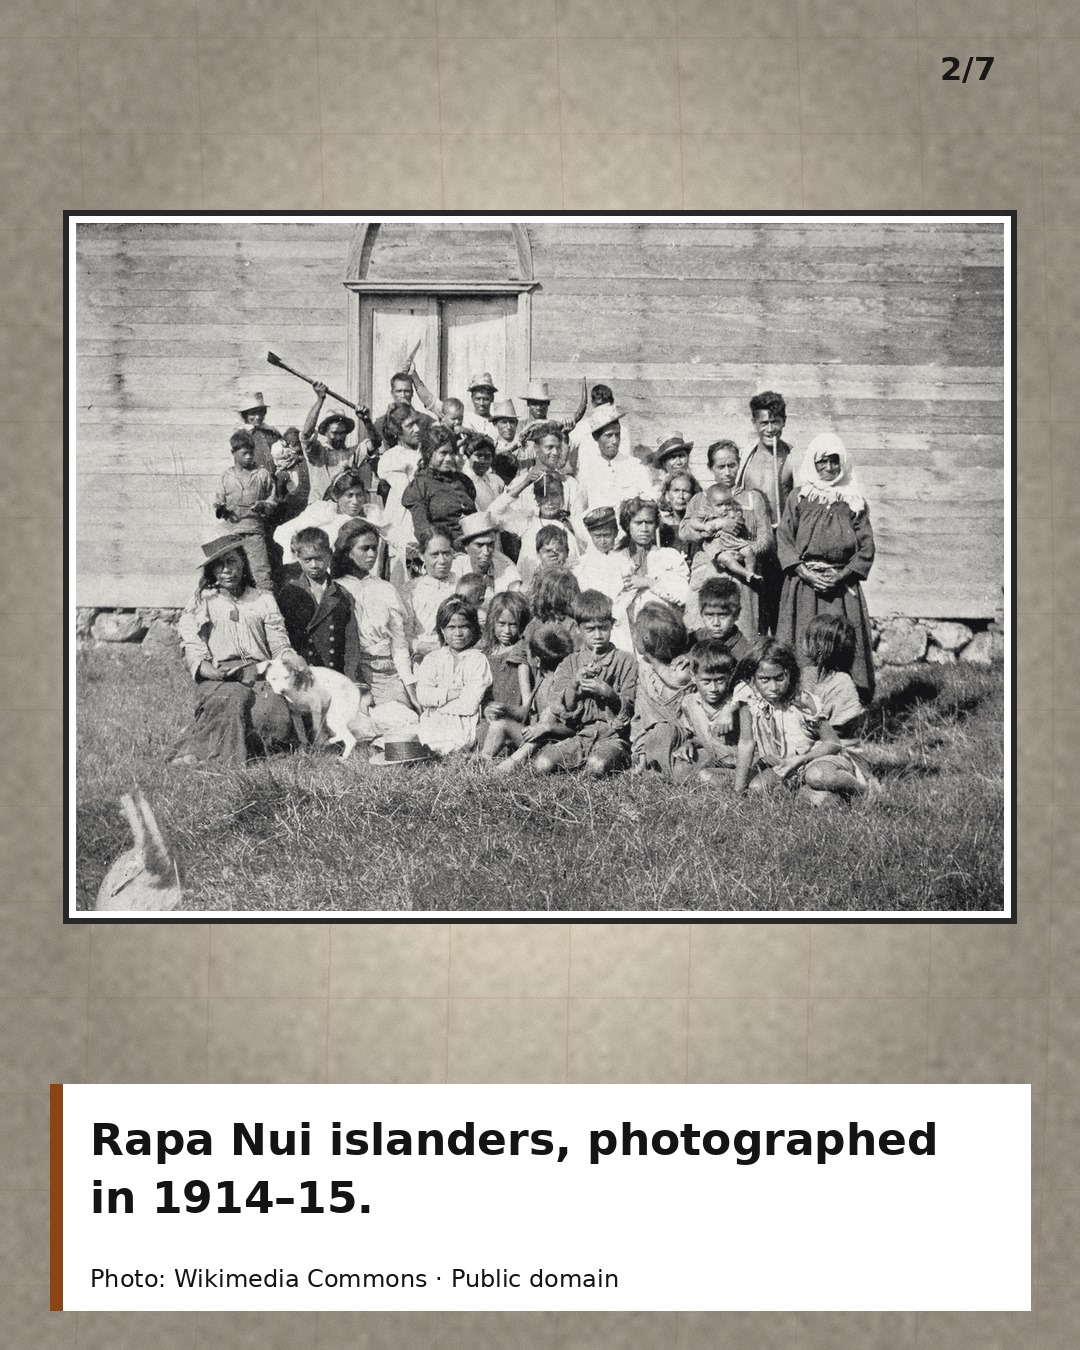 2/7
Rapa Nui islanders, photographed
in 1914–15.
Photo: Wikimedia Commons · Public domain